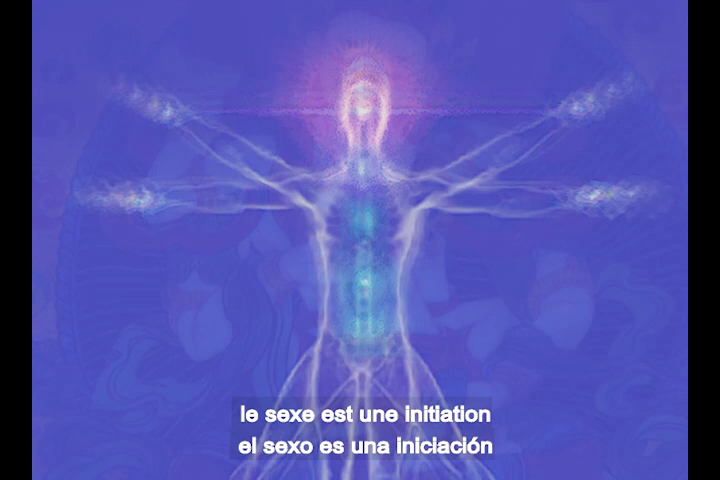 le sexe est une initiation
el sexo es una iniciación